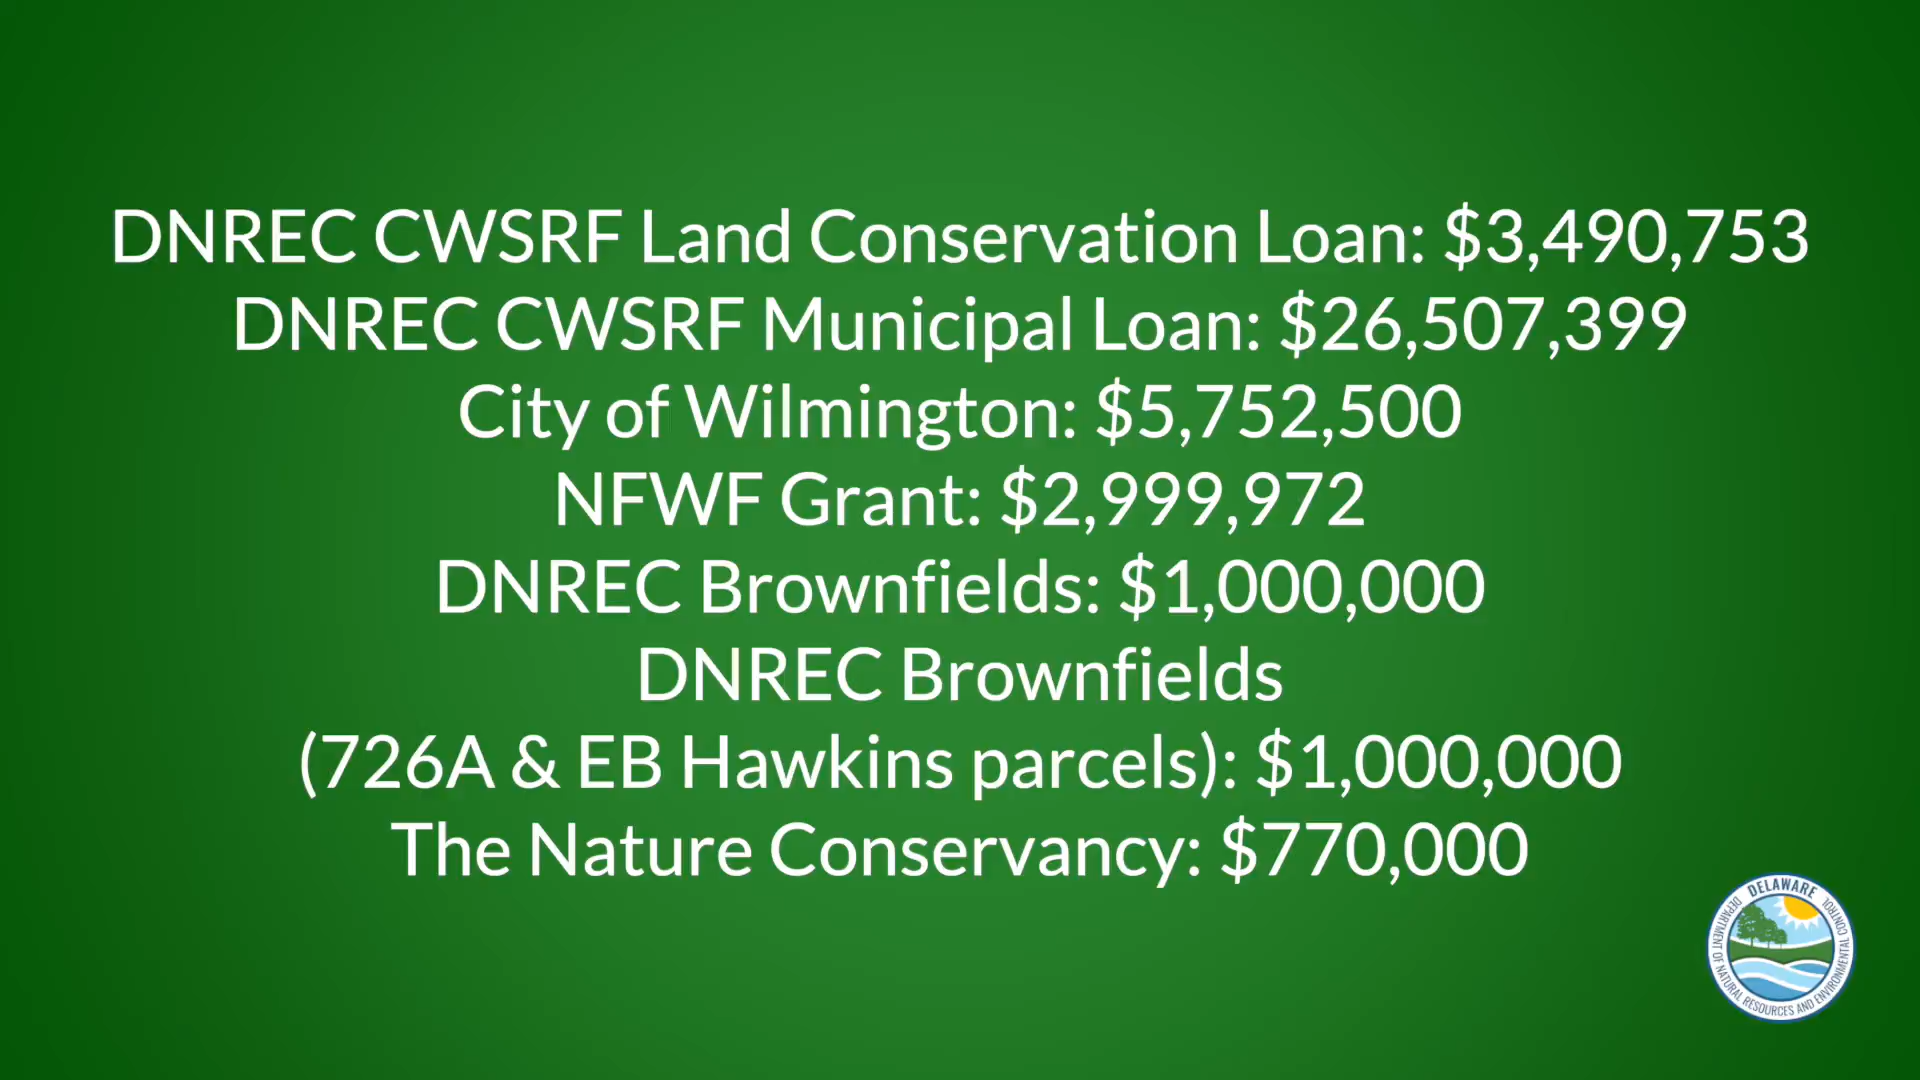 DNREC CWSRF Land Conservation Loan: $3,490,753
DNREC CWSRF Municipal Loan: $26,507,399
City of Wilmington: $5,752,500
NFWF Grant: $2,999,972
DNREC Brownfields: $1,000,000
DNREC Brownfields
(726A & EB Hawkins parcels): $1,000,000
The Nature Conservancy: $770,000
DELAWARE
DEPARTMENT OF NATURAL RESOURCES AND ENVIRONMENTAL CONTROL